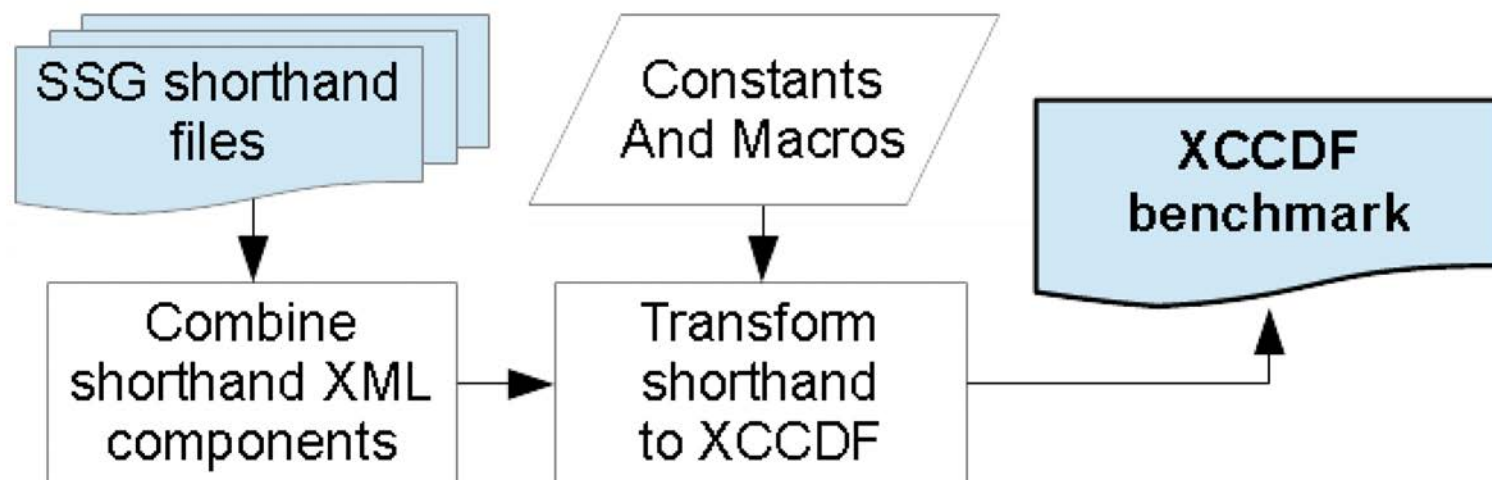 SSG shorthand
files
Constants
And Macros
XCCDF
benchmark
Combine
shorthand XML
components
Transform
shorthand
to XCCDF